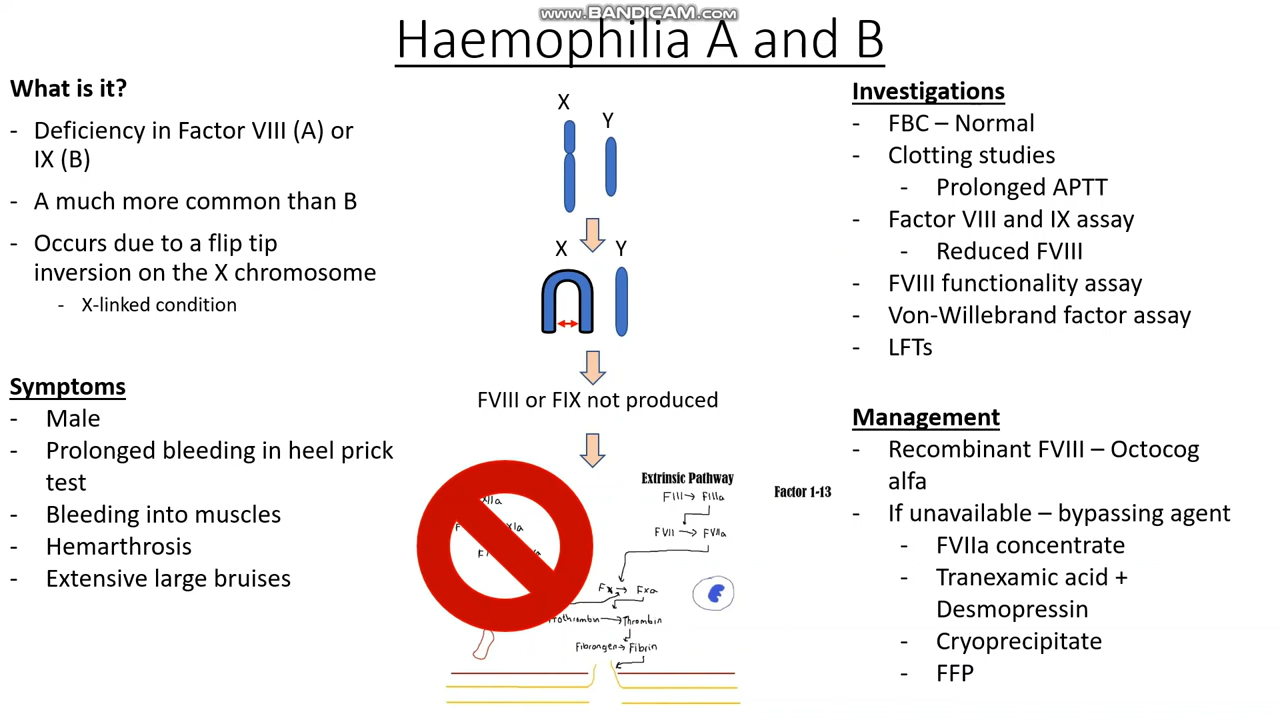 www.BANDICAM.com
Haemophilia A and B
What is it?
- Deficiency in Factor VIII (A) or
IX (B)
- A much more common than B
- Occurs due to a flip tip
inversion on the X chromosome
- X-linked condition
Symptoms
- Male
- Prolonged bleeding in heel prick
test
- Bleeding into muscles
- Hemarthrosis
- Extensive large bruises
X
Y
X
Y
FVIII or FIX not produced
Extrinsic Pathway
Factor 1-13
FIII → FIIIa
FVII → FVIIa
FX → FXa
Thrombin
Fibrongen → Fibrin
Investigations
- FBC – Normal
- Clotting studies
- Prolonged APTT
- Factor VIII and IX assay
- Reduced FVIII
- FVIII functionality assay
- Von-Willebrand factor assay
- LFTs
Management
- Recombinant FVIII – Octocog
alfa
- If unavailable – bypassing agent
- FVIIa concentrate
- Tranexamic acid +
Desmopressin
- Cryoprecipitate
- FFP